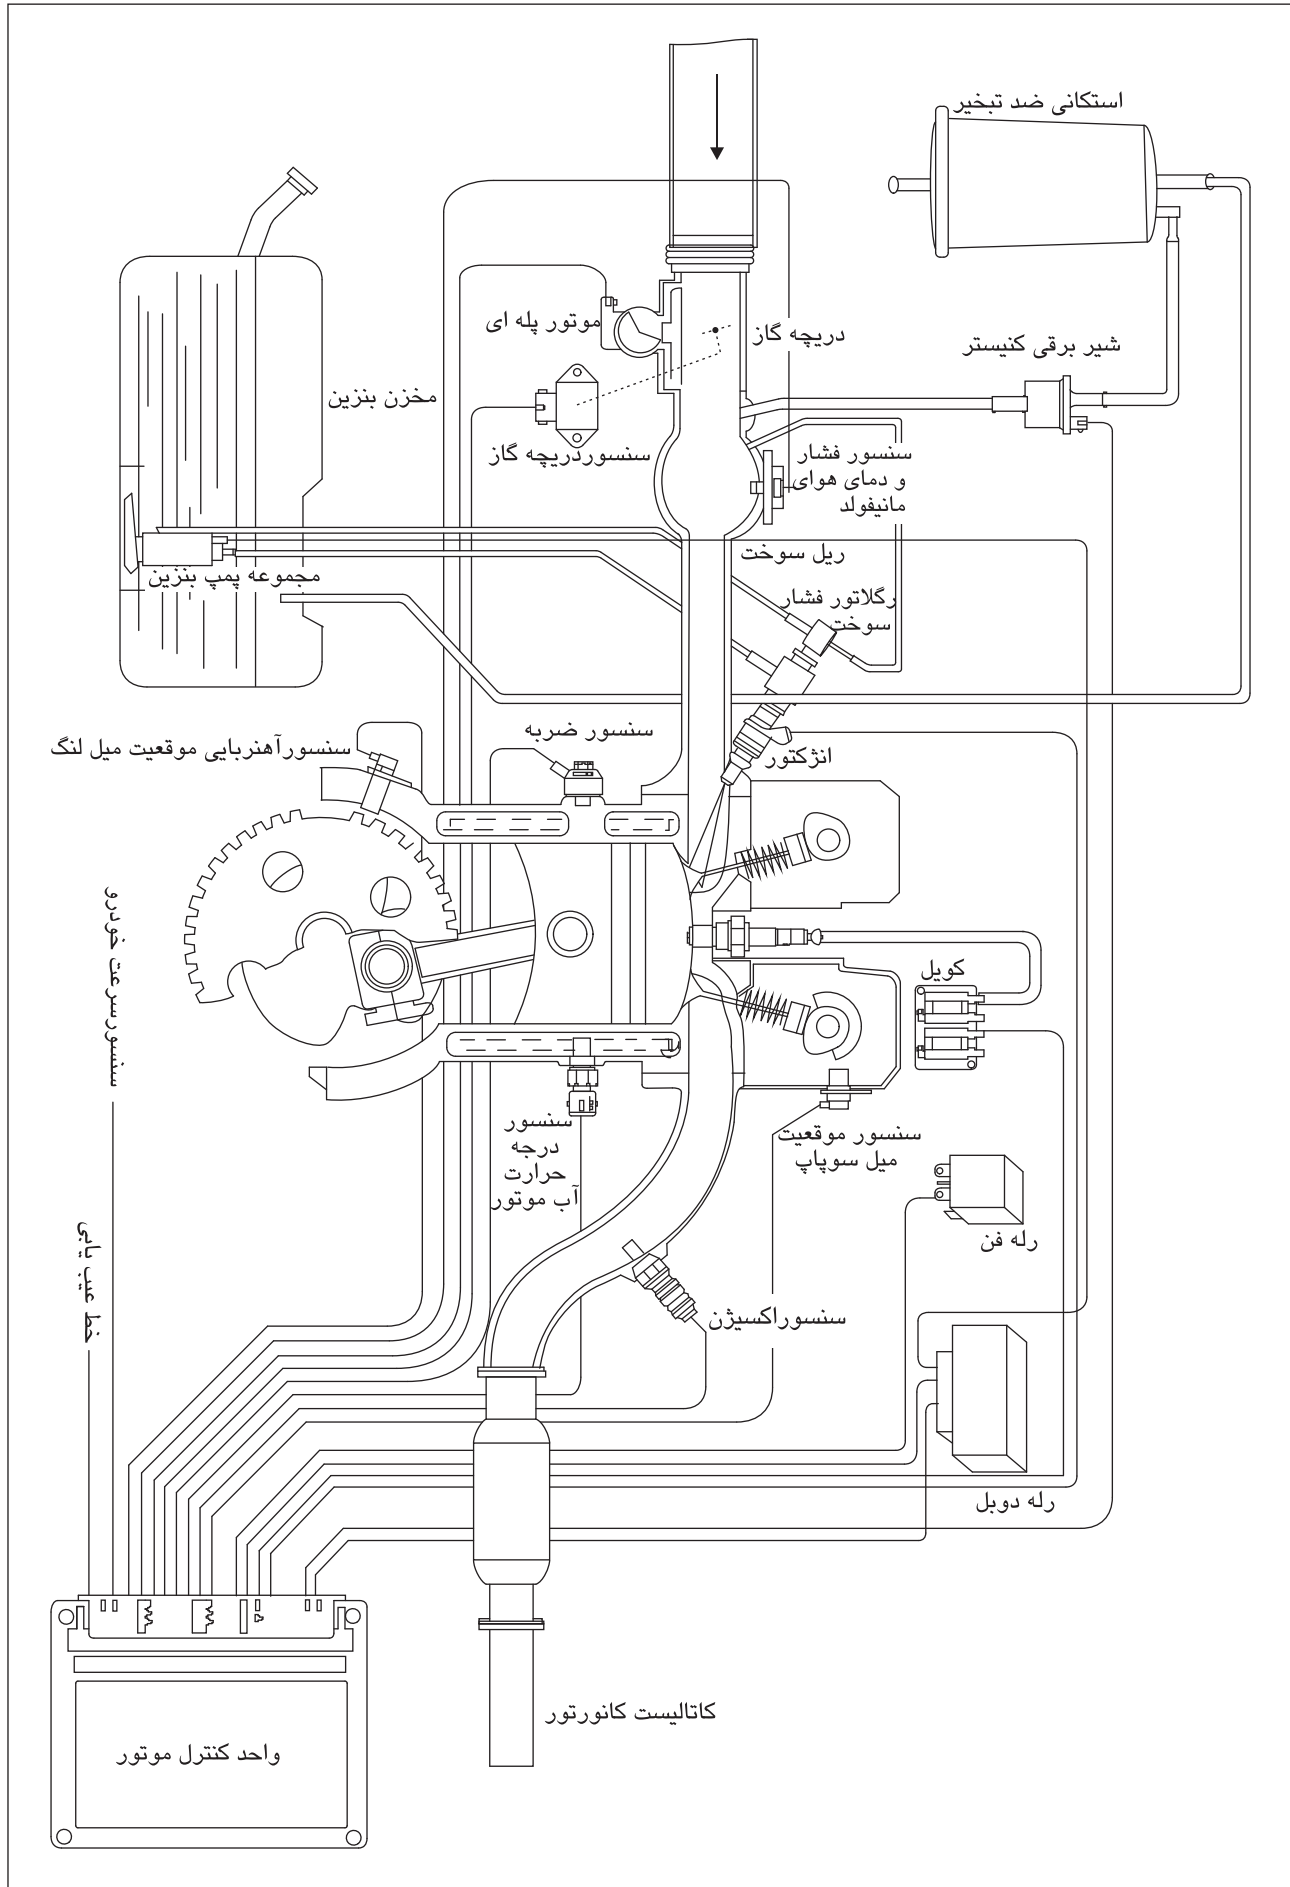 استکانی ضد تبخیر
موتور پله ای
دریچه گاز
شیر برقی کنیستر
مخزن بنزین
سنسوردریچه گاز
سنسور فشار
و دمای هوای
مانیفولد
ریل سوخت
مجموعه پمپ بنزین
رگلاتور فشار
سوخت
سنسور ضربه
سنسورآهنربایی موقعیت میل لنگ
انژکتور
سنسورسرعت خودرو
کویل
سنسور
درجه
حرارت
آب موتور
سنسور موقعیت
میل سوپاپ
رله فن
خط عیب یابی
سنسوراکسیژن
رله دوبل
کاتالیست کانورتور
واحد کنترل موتور